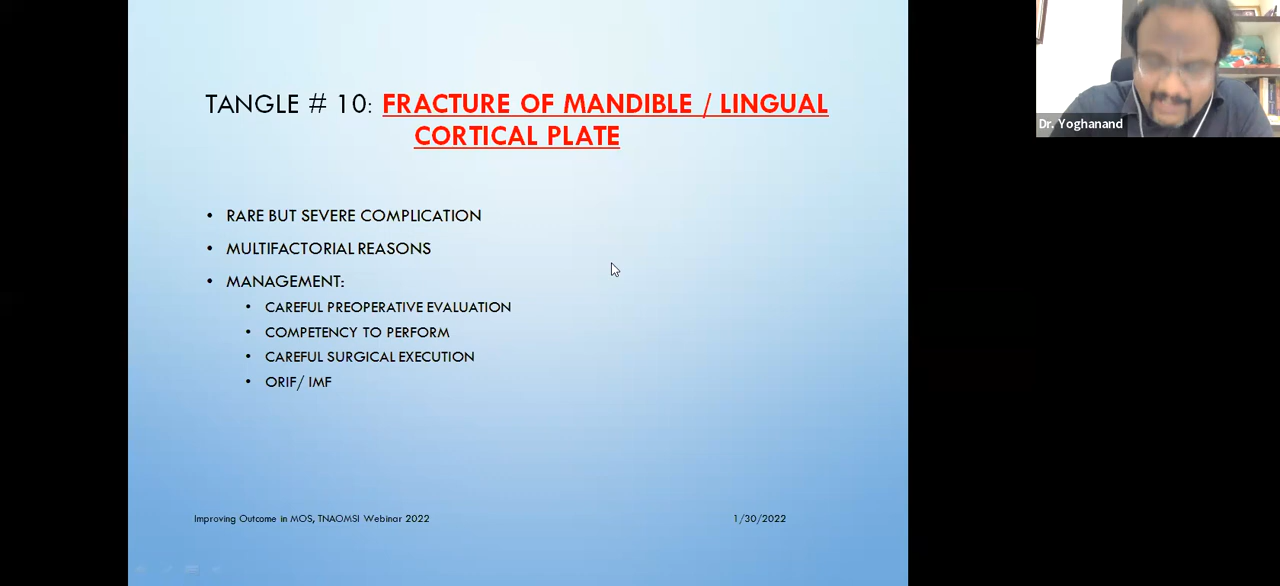 TANGLE # 10: FRACTURE OF MANDIBLE / LINGUAL
CORTICAL PLATE
• RARE BUT SEVERE COMPLICATION
• MULTIFACTORIAL REASONS
• MANAGEMENT:
• CAREFUL PREOPERATIVE EVALUATION
• COMPETENCY TO PERFORM
• CAREFUL SURGICAL EXECUTION
• ORIF/ IMF
Improving Outcome in MOS, TNAOMSI Webinar 2022
1/30/2022
Dr. Yoghanand